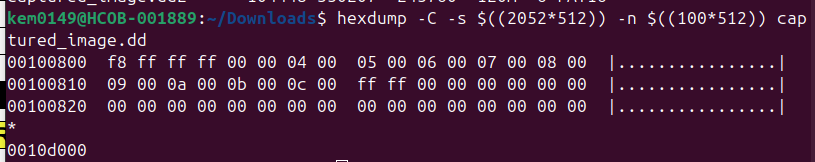 kem0149@HCOB-001889:~/Downloads$ hexdump -C -s $((2052*512)) -n $((100*512)) cap
tured_image.dd
00100800  f8 ff ff ff 00 00 04 00  05 00 06 00 07 00 08 00  |................|
00100810  09 00 0a 00 0b 00 0c 00  ff ff 00 00 00 00 00 00  |................|
00100820  00 00 00 00 00 00 00 00  00 00 00 00 00 00 00 00  |................|
*
0010d000